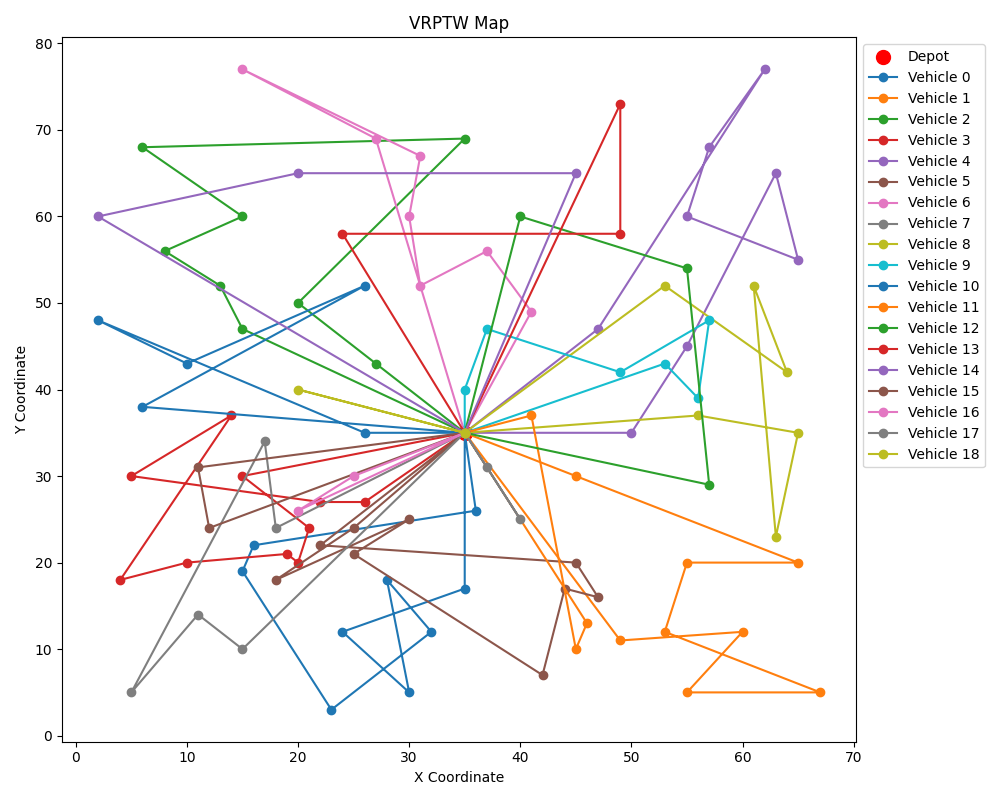 VRPTW Map
Y Coordinate
80
70
60
50
40
30
20
10
0
0 10 20 30 40 50 60 70
X Coordinate
Depot
Vehicle 0
Vehicle 1
Vehicle 2
Vehicle 3
Vehicle 4
Vehicle 5
Vehicle 6
Vehicle 7
Vehicle 8
Vehicle 9
Vehicle 10
Vehicle 11
Vehicle 12
Vehicle 13
Vehicle 14
Vehicle 15
Vehicle 16
Vehicle 17
Vehicle 18